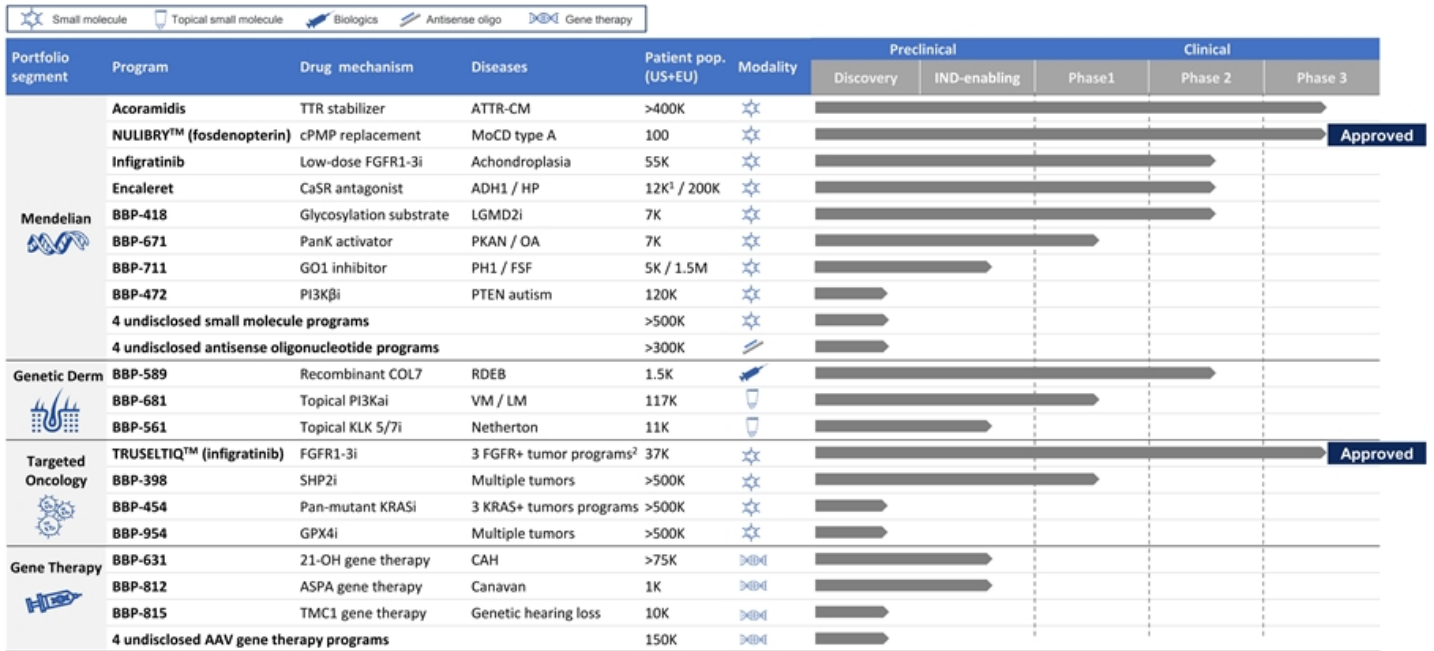 Small molecule Topical small molecule Biologics Antisense oligo Gene therapy
Portfolio segment Program Drug mechanism Diseases Patient pop. (US+EU) Modality Preclinical Clinical
Discovery IND-enabling Phase1 Phase 2 Phase 3
Mendelian
Acoramidis TTR stabilizer ATTR-CM >400K
NULIBRY™ (fosdenopterin) cPMP replacement MoCD type A 100 Approved
Infigratinib Low-dose FGFR1-3i Achondroplasia 55K
Encaleret CaSR antagonist ADH1 / HP 12K¹ / 200K
BBP-418 Glycosylation substrate LGMD2i 7K
BBP-671 PanK activator PKAN / OA 7K
BBP-711 GO1 inhibitor PH1 / FSF 5K / 1.5M
BBP-472 PI3Kβi PTEN autism 120K
4 undisclosed small molecule programs >500K
4 undisclosed antisense oligonucleotide programs >300K
Genetic Derm
BBP-589 Recombinant COL7 RDEB 1.5K
BBP-681 Topical PI3Kai VM / LM 117K
BBP-561 Topical KLK 5/7i Netherton 11K
Targeted Oncology
TRUSELTIQ™ (infigratinib) FGFR1-3i 3 FGFR+ tumor programs² 37K Approved
BBP-398 SHP2i Multiple tumors >500K
BBP-454 Pan-mutant KRASi 3 KRAS+ tumors programs >500K
BBP-954 GPX4i Multiple tumors >500K
Gene Therapy
BBP-631 21-OH gene therapy CAH >75K
BBP-812 ASPA gene therapy Canavan 1K
BBP-815 TMC1 gene therapy Genetic hearing loss 10K
4 undisclosed AAV gene therapy programs 150K